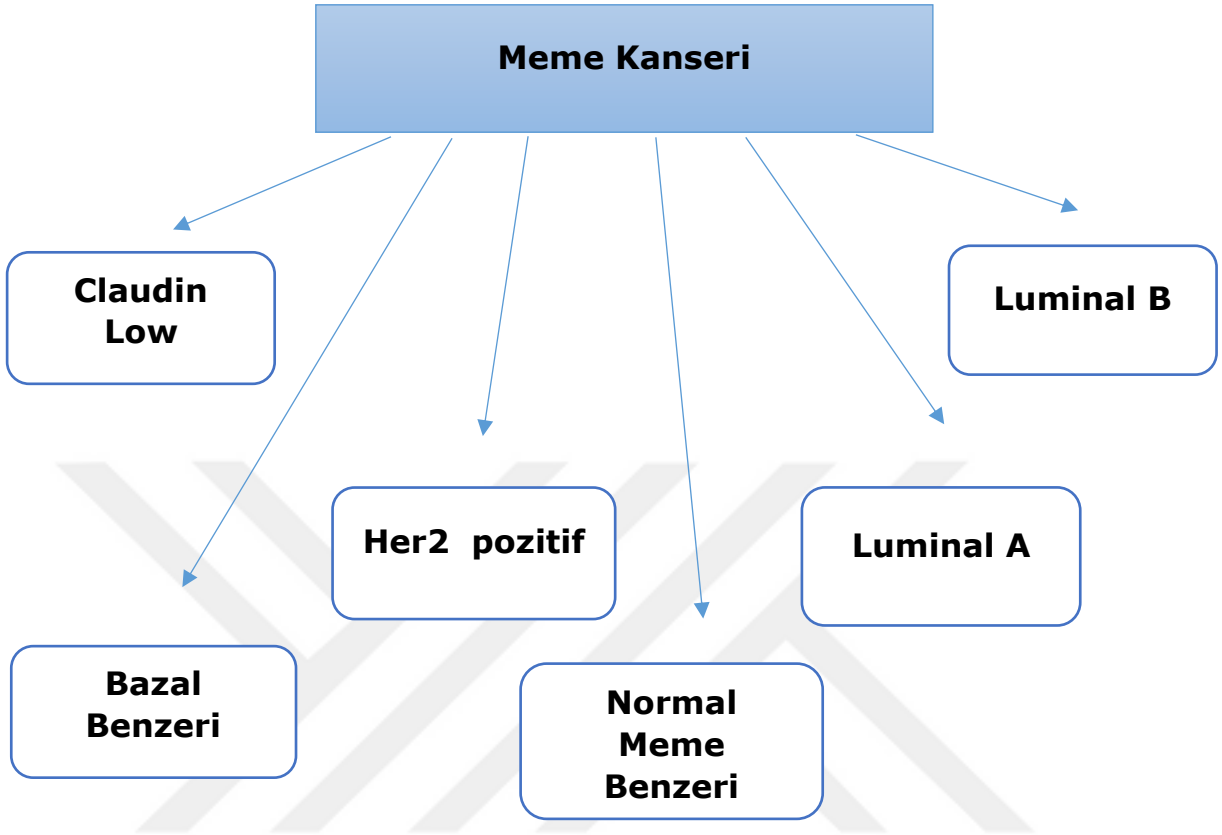 Meme Kanseri
Claudin
Low
Luminal B
Her2  pozitif
Luminal A
Bazal
Benzeri
Normal
Meme
Benzeri